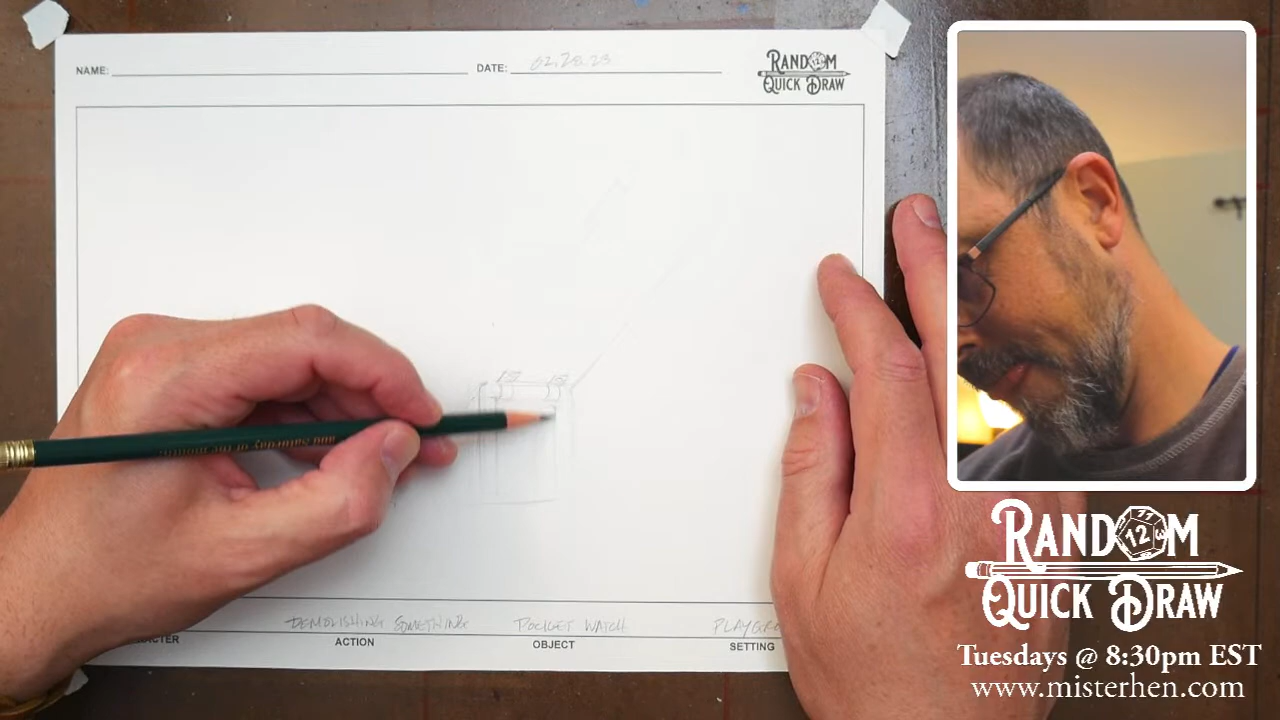 NAME:
DATE: 02.28.23
RANDOM
QUICK DRAW
DEMOLISHING SOMETHING
POCKET WATCH
ACTION
OBJECT
SETTING
RANDOM
QUICK DRAW
Tuesdays @ 8:30pm EST
www.misterhen.com